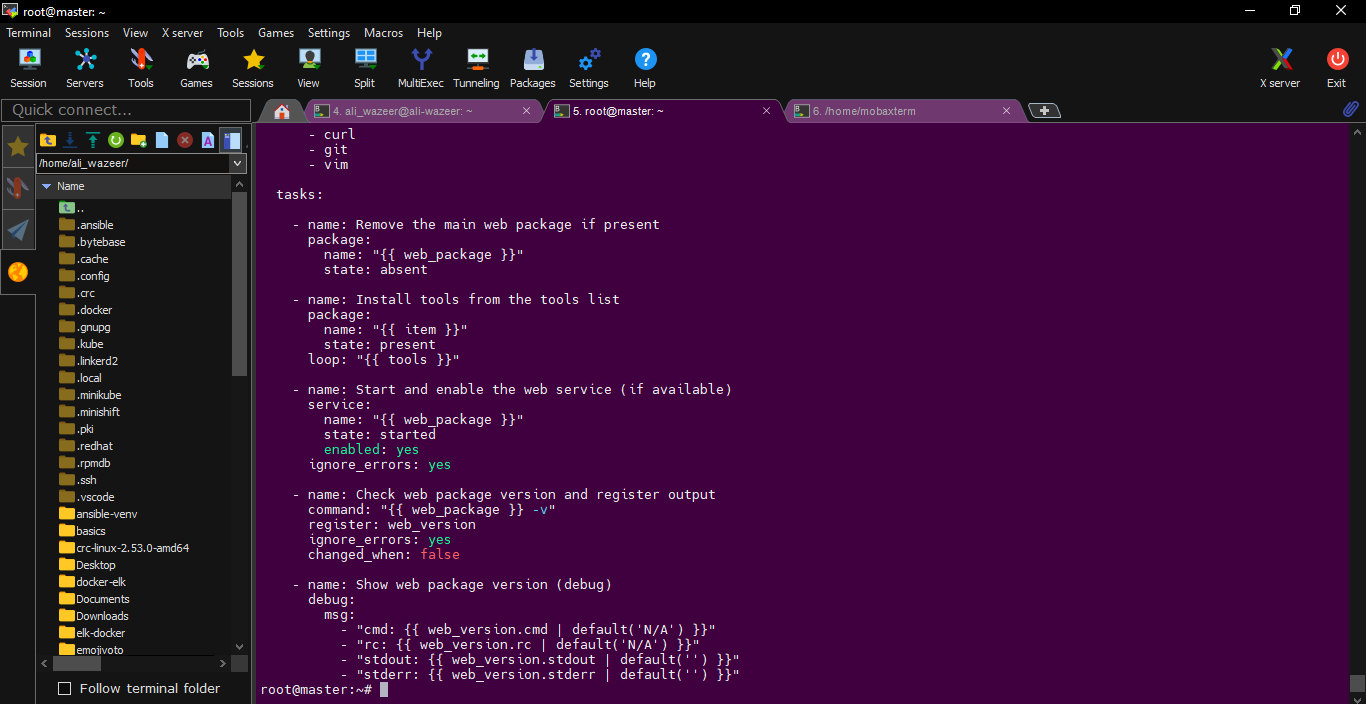 root@master: ~
Terminal Sessions View X server Tools Games Settings Macros Help
Session Servers Tools Games Sessions View Split MultiExec Tunneling Packages Settings Help X server Exit
Quick connect...
4. ali_wazeer@ali-wazeer: ~
5. root@master: ~
6. /home/mobaxterm
/home/ali_wazeer/
Name
..
.ansible
.bytebase
.cache
.config
.crc
.docker
.gnupg
.kube
.linkerd2
.local
.minikube
.minishift
.pki
.redhat
.rpmdb
.ssh
.vscode
ansible-venv
basics
crc-linux-2.53.0-amd64
Desktop
docker-elk
Documents
Downloads
elk-docker
emojivoto
Follow terminal folder
      - curl
      - git
      - vim
  tasks:
    - name: Remove the main web package if present
      package:
        name: "{{ web_package }}"
        state: absent
    - name: Install tools from the tools list
      package:
        name: "{{ item }}"
        state: present
      loop: "{{ tools }}"
    - name: Start and enable the web service (if available)
      service:
        name: "{{ web_package }}"
        state: started
        enabled: yes
      ignore_errors: yes
    - name: Check web package version and register output
      command: "{{ web_package }} -v"
      register: web_version
      ignore_errors: yes
      changed_when: false
    - name: Show web package version (debug)
      debug:
        msg:
          - "cmd: {{ web_version.cmd | default('N/A') }}"
          - "rc: {{ web_version.rc | default('N/A') }}"
          - "stdout: {{ web_version.stdout | default('') }}"
          - "stderr: {{ web_version.stderr | default('') }}"
root@master:~#